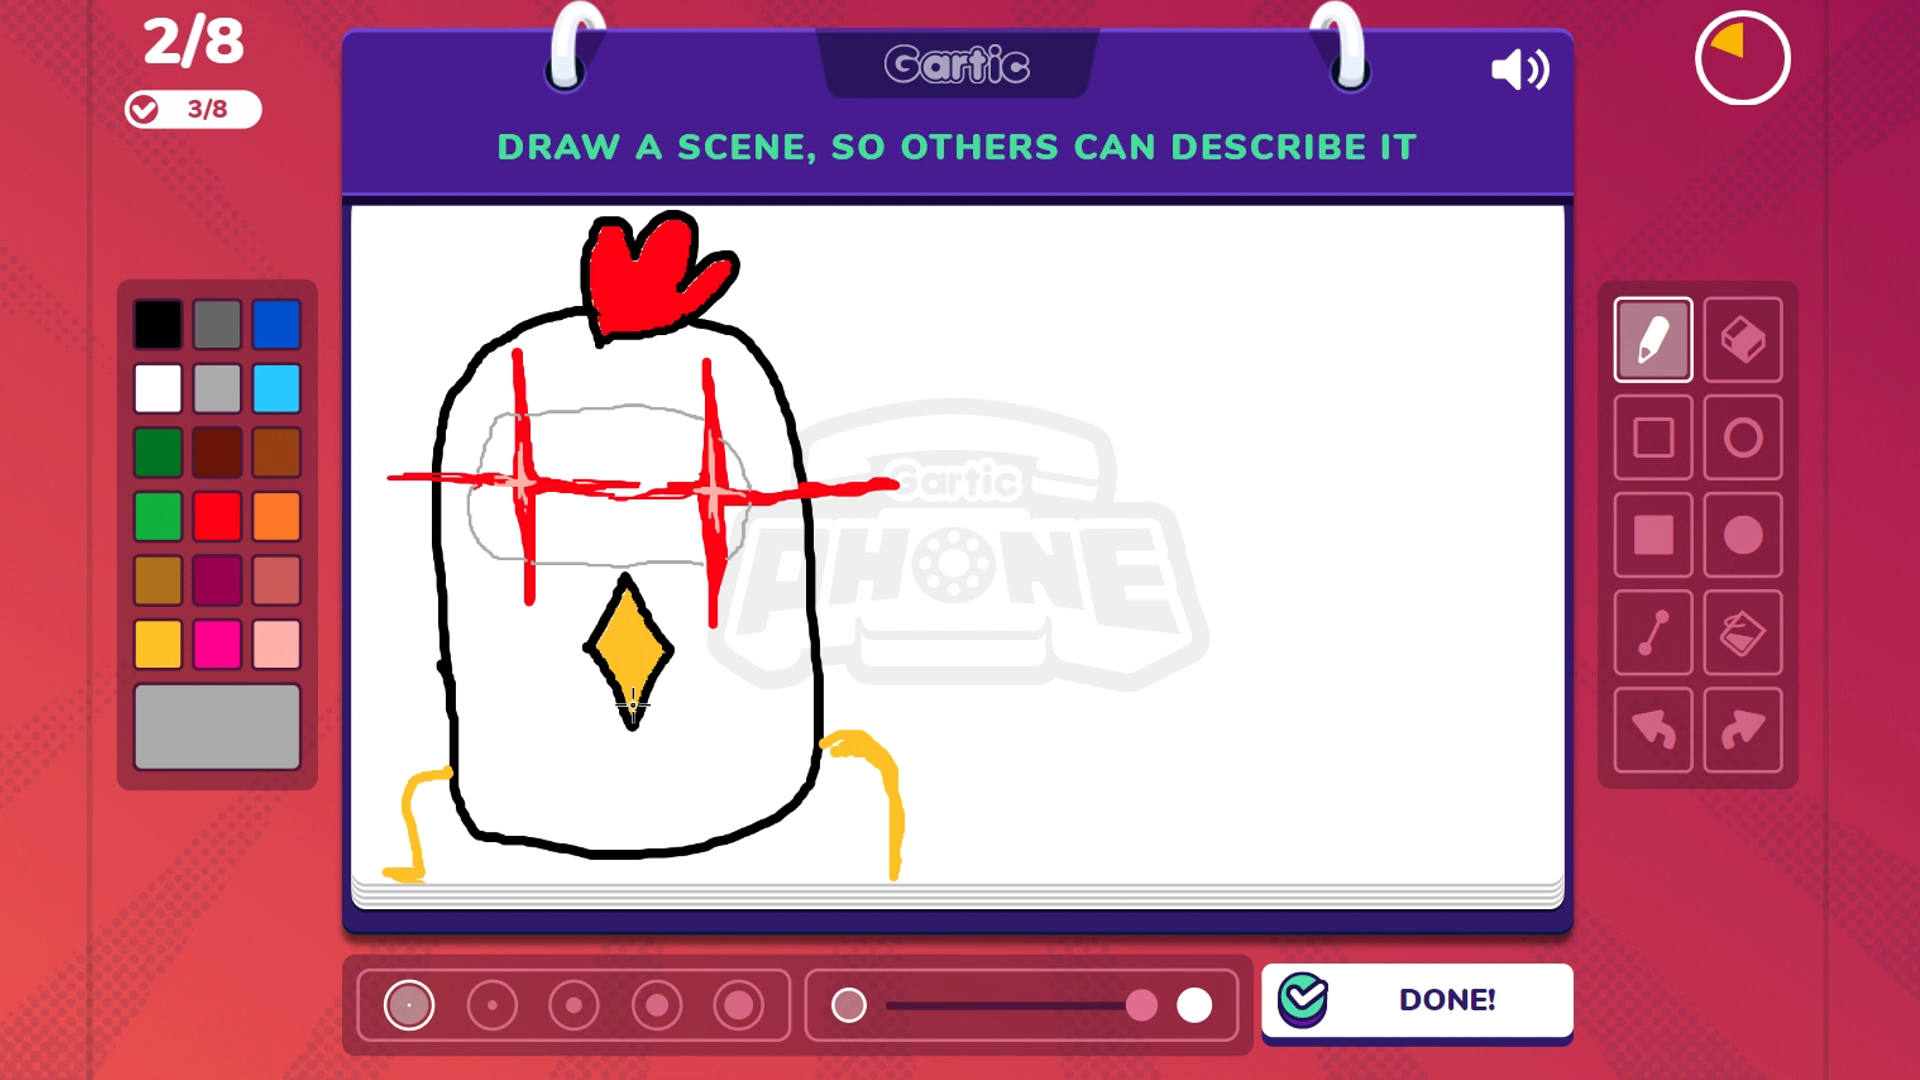 2/8
3/8
Gartic
DRAW A SCENE, SO OTHERS CAN DESCRIBE IT
Gartic
PHONE
DONE!